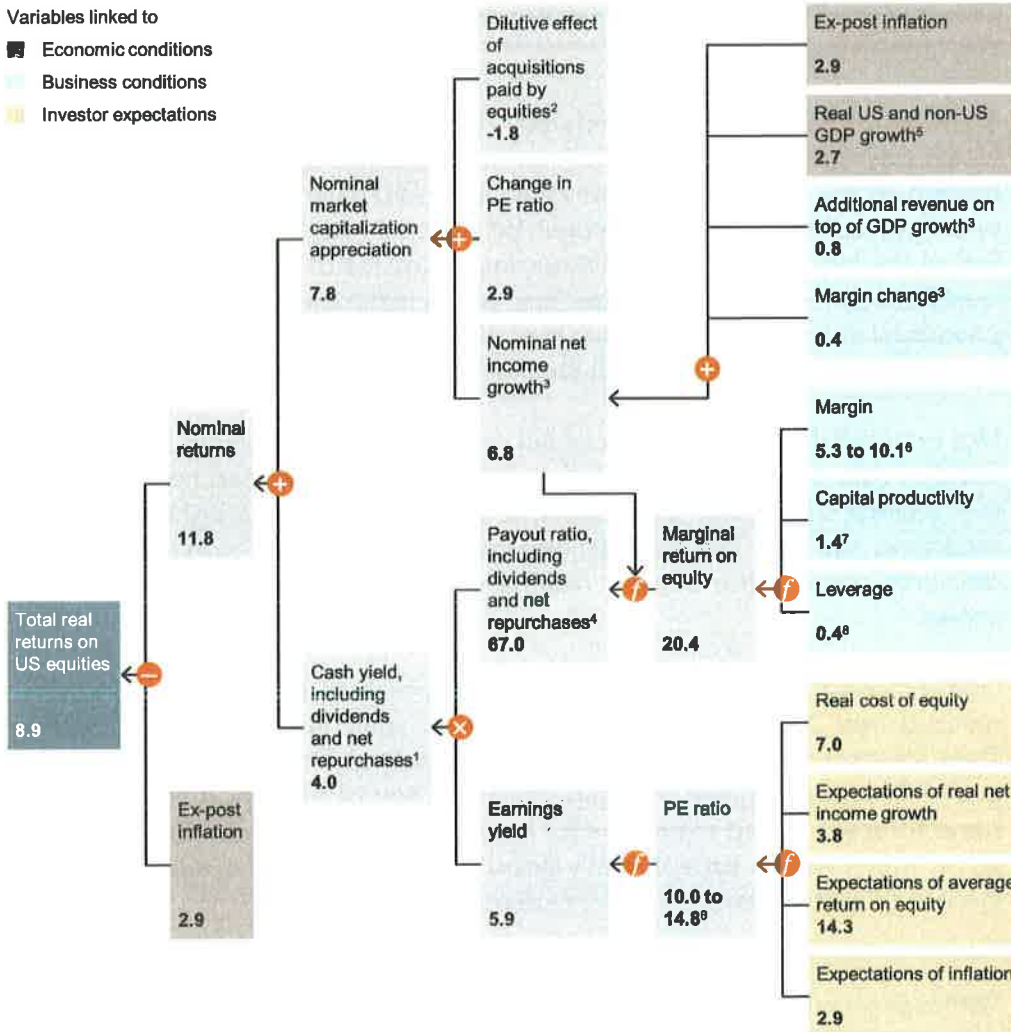 Variables linked to
Economic conditions
Business conditions
Investor expectations
Total real
returns on
US equities
8.9
Nominal
returns
11.8
Ex-post
inflation
2.9
Nominal
market
capitalization
appreciation
7.8
Cash yield,
including
dividends
and net
repurchases¹
4.0
Dilutive effect
of
acquisitions
paid by
equities²
-1.8
Change in
PE ratio
2.9
Nominal net
income
growth³
6.8
Payout ratio,
including
dividends
and net
repurchases⁴
67.0
Earnings
yield
5.9
Marginal
return on
equity
20.4
PE ratio
10.0 to
14.8⁸
Ex-post inflation
2.9
Real US and non-US
GDP growth⁵
2.7
Additional revenue on
top of GDP growth³
0.8
Margin change³
0.4
Margin
5.3 to 10.1⁶
Capital productivity
1.4⁷
Leverage
0.4⁸
Real cost of equity
7.0
Expectations of real net
income growth
3.8
Expectations of average
return on equity
14.3
Expectations of inflation
2.9